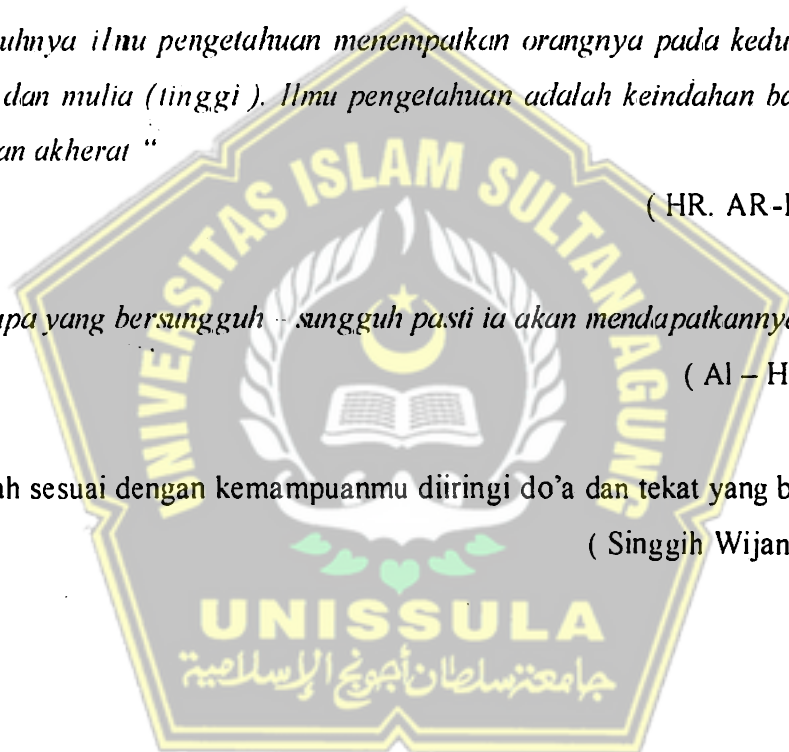 uhnya ilmu pengetahuan menempatkan orangnya pada kedu
dan mulia (tinggi ). Ilmu pengetahuan adalah keindahan ba
an akherat “
( HR. AR-
apa yang bersungguh – sungguh pasti ia akan mendapatkannya
( Al – H
ah sesuai dengan kemampuanmu diiringi do’a dan tekat yang b
( Singgih Wijan
UNIVERSITAS ISLAM SULTAN AGUNG
UNISSULA
جامعة سلطان أجونج الإسلامية